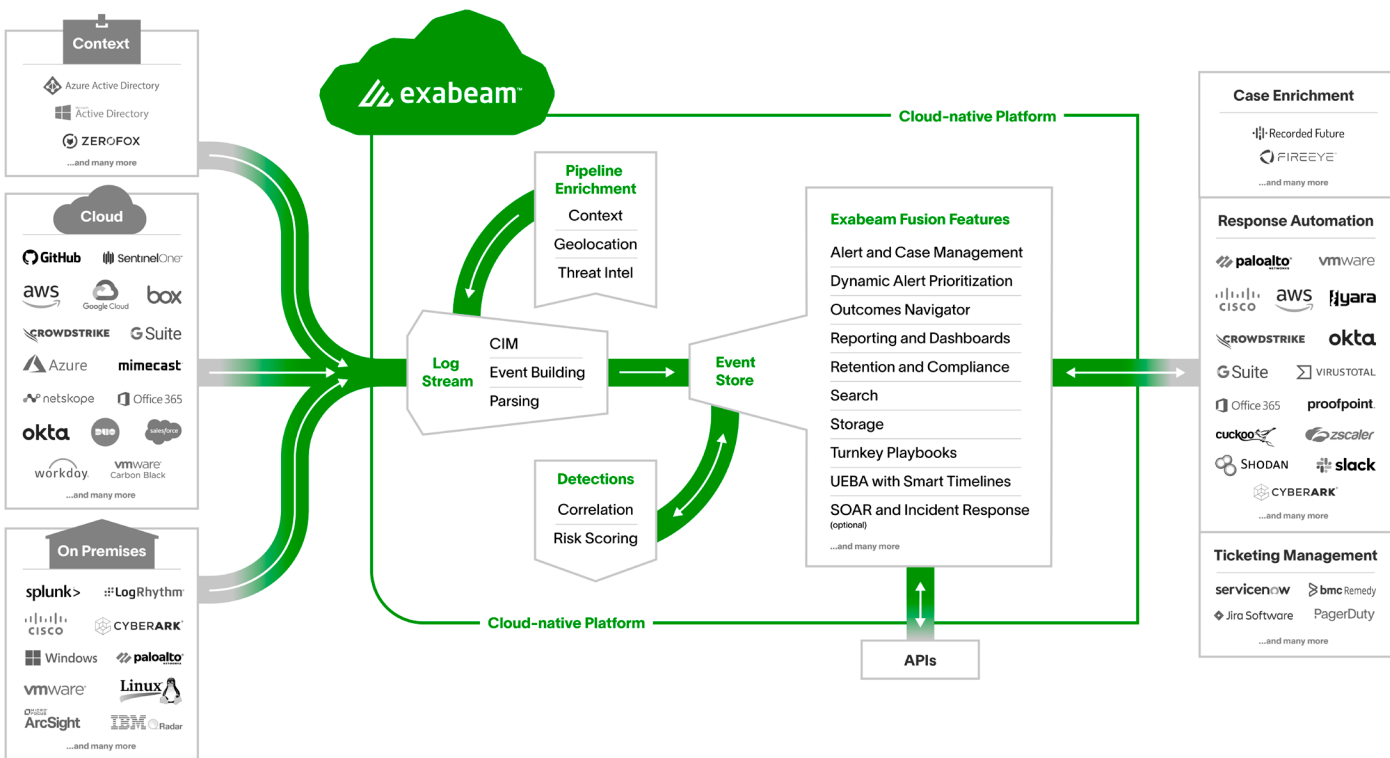 Context
Azure Active Directory
Active Directory
ZEROFOX
...and many more
Cloud
GitHub
SentinelOne
aws
Google Cloud
box
CROWDSTRIKE
G Suite
Azure
mimecast
netskope
Office 365
okta
DUO
salesforce
workday.
vmware
Carbon Black
...and many more
On Premises
splunk>
LogRhythm
CISCO
CYBERARK
Windows
paloalto
NETWORKS
vmware
Linux
MICRO
FOCUS
ArcSight
IBM QRadar
...and many more
exabeam™
Cloud-native Platform
Pipeline
Enrichment
Context
Geolocation
Threat Intel
Log
Stream
CIM
Event Building
Parsing
Event
Store
Detections
Correlation
Risk Scoring
Exabeam Fusion Features
Alert and Case Management
Dynamic Alert Prioritization
Outcomes Navigator
Reporting and Dashboards
Retention and Compliance
Search
Storage
Turnkey Playbooks
UEBA with Smart Timelines
SOAR and Incident Response
(optional)
...and many more
Cloud-native Platform
APIs
Case Enrichment
Recorded Future
FIREEYE
...and many more
Response Automation
paloalto
NETWORKS
vmware
CISCO
aws
yara
CROWDSTRIKE
okta
G Suite
VIRUSTOTAL
Office 365
proofpoint.
cuckoo
zscaler
SHODAN
slack
CYBERARK
...and many more
Ticketing Management
servicenow
bmc Remedy
Jira Software
PagerDuty
...and many more